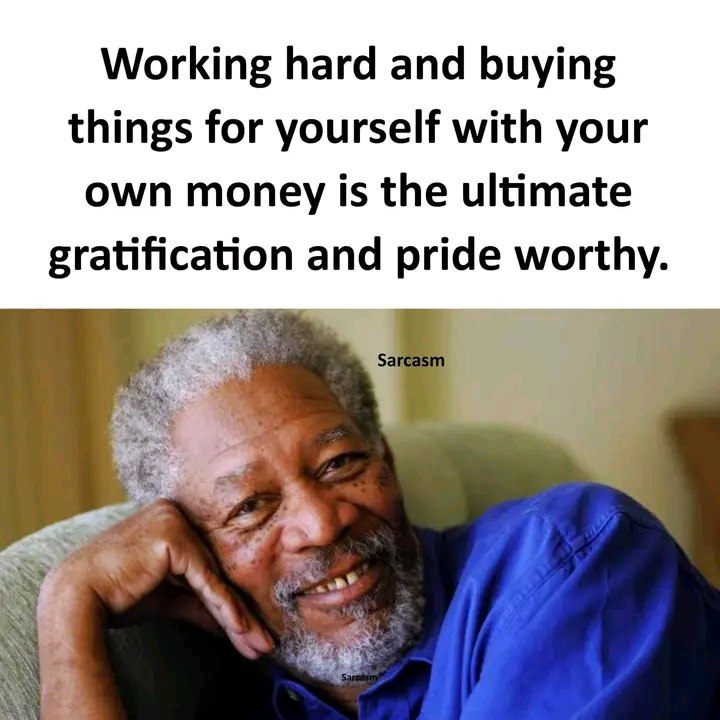 Working hard and buying
things for yourself with your
own money is the ultimate
gratification and pride worthy.
Sarcasm
Sarcasm